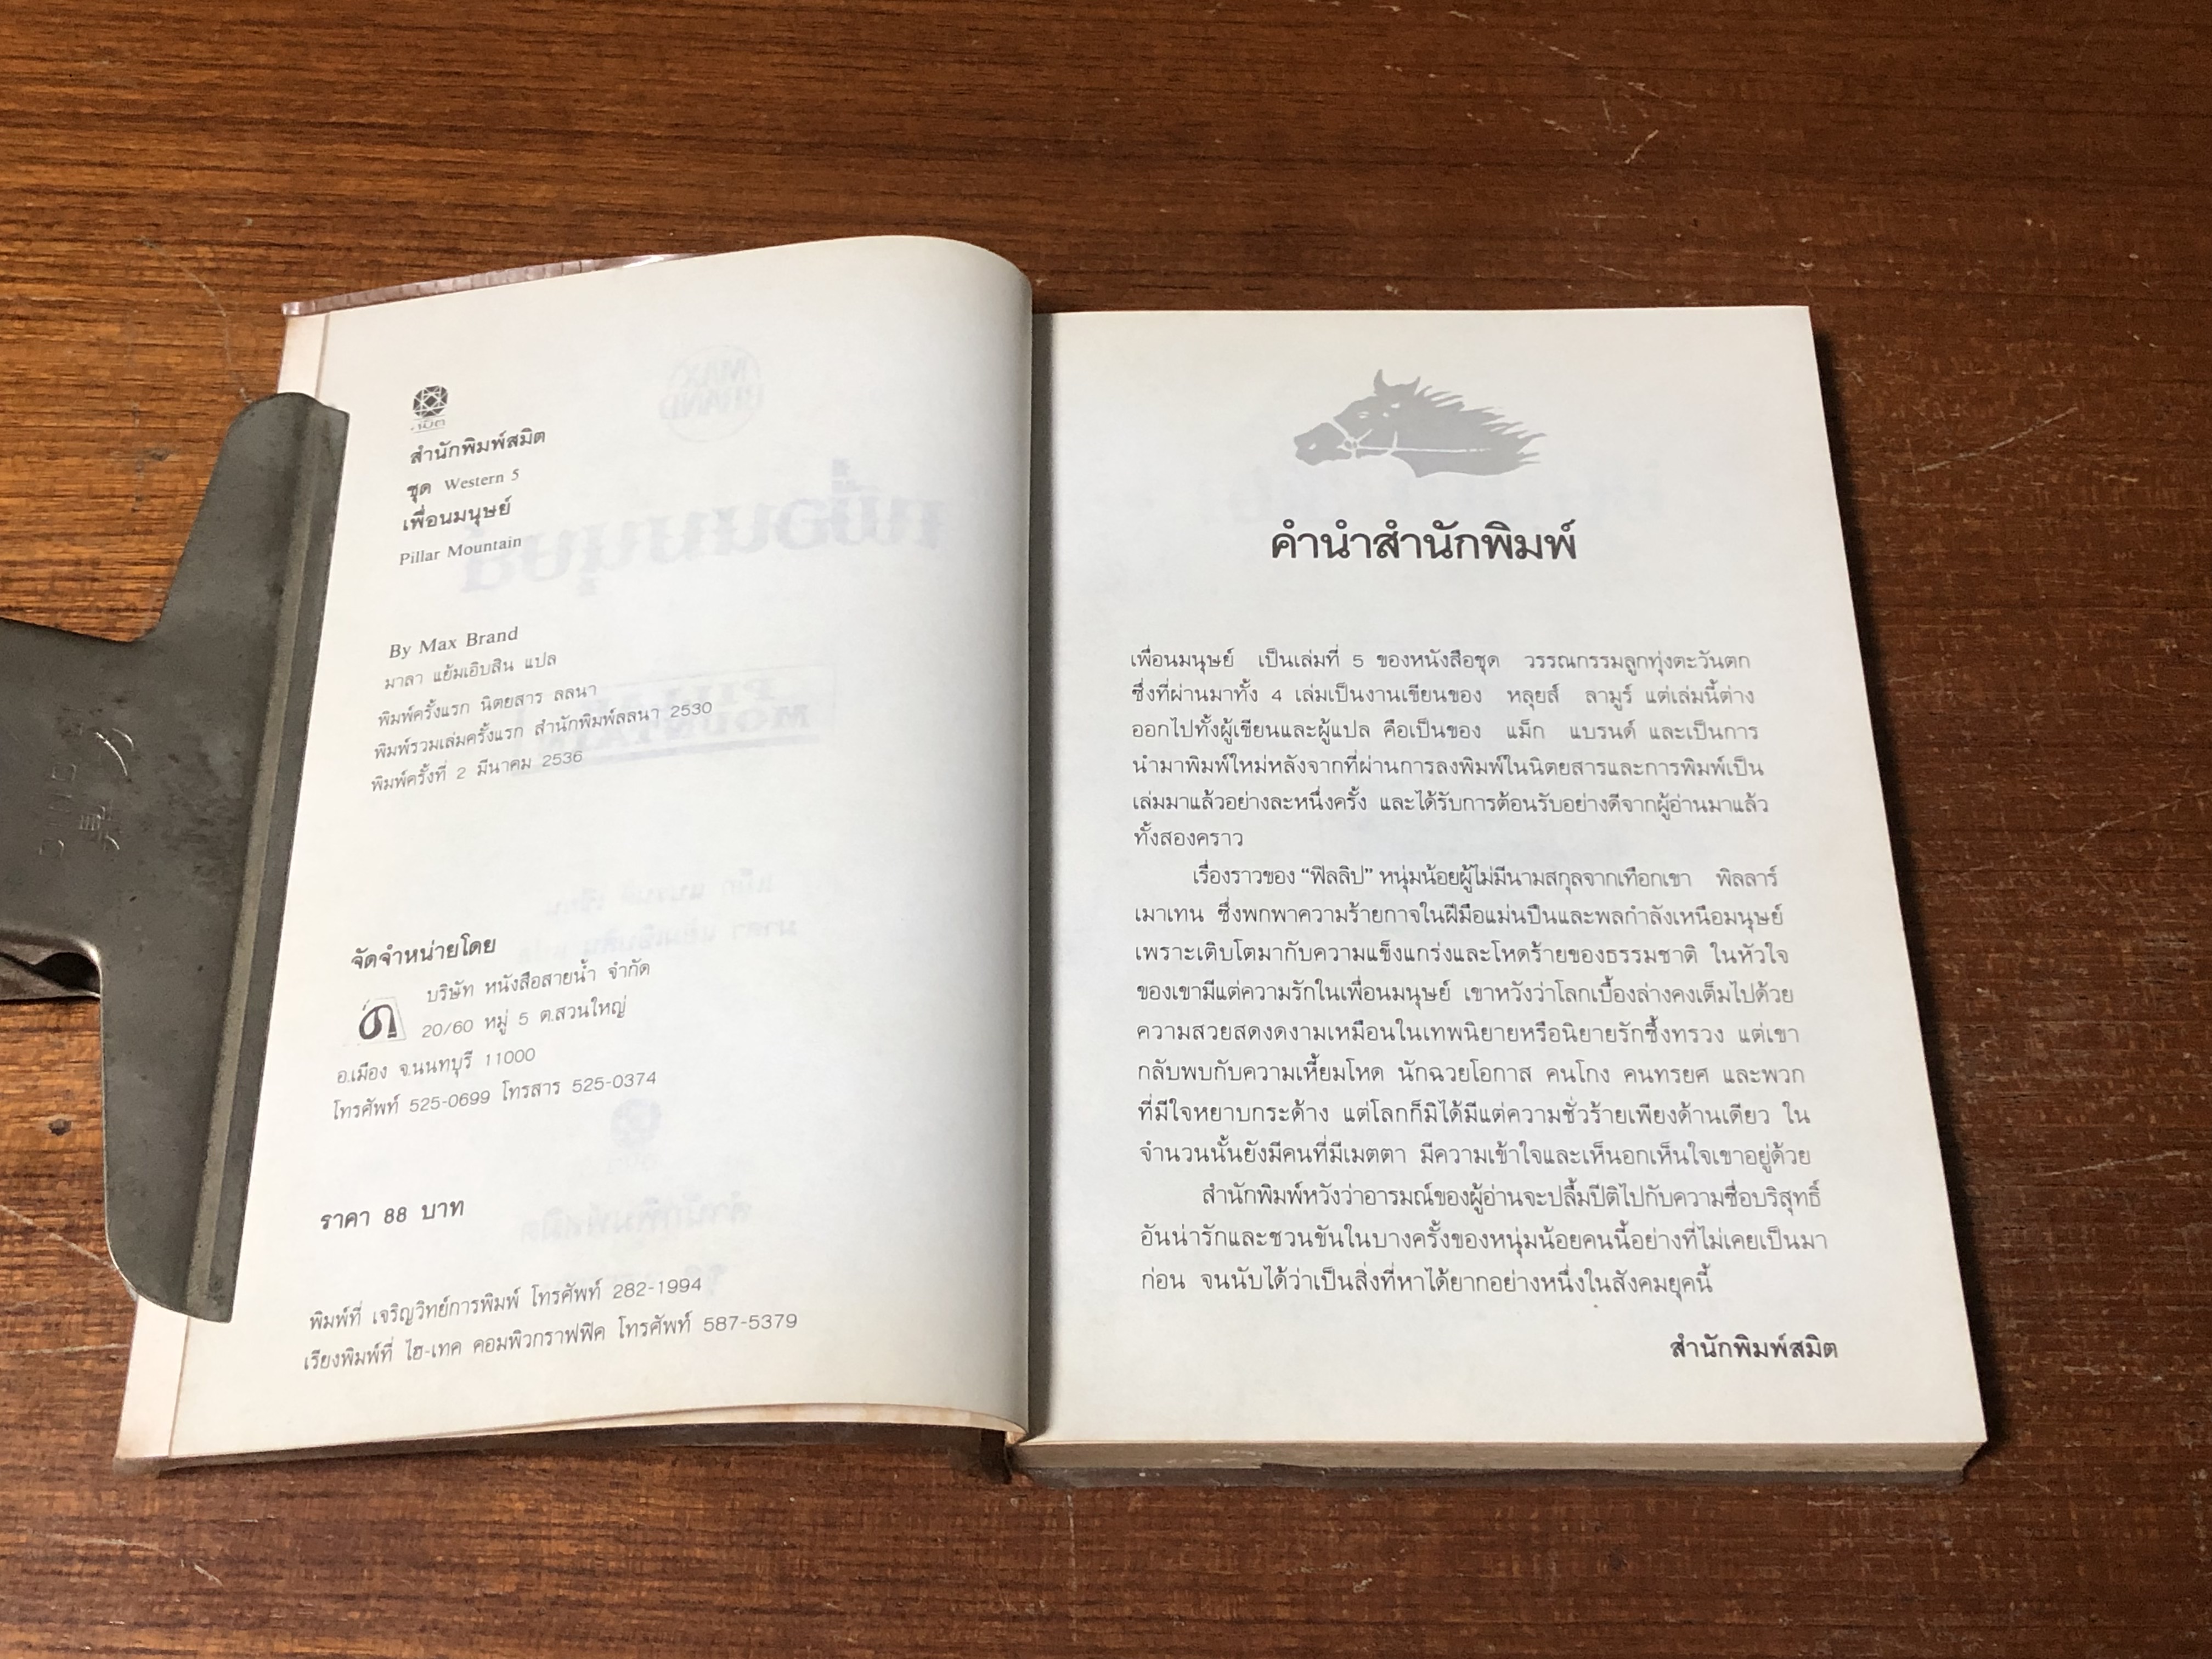 สมิต
สำนักพิมพ์สมิต
ชุด Western 5
เพื่อนมนุษย์
Pillar Mountain
By Max Brand
มาลา แย้มเอิบสิน แปล
พิมพ์ครั้งแรก นิตยสาร ลลนา
พิมพ์รวมเล่มครั้งแรก สำนักพิมพ์ลลนา 2530
พิมพ์ครั้งที่ 2 มีนาคม 2536
จัดจำหน่ายโดย
บริษัท หนังสือสายน้ำ จำกัด
20/60 หมู่ 5 ต.สวนใหญ่
อ.เมือง จ.นนทบุรี 11000
โทรศัพท์ 525-0699 โทรสาร 525-0374
ราคา 88 บาท
พิมพ์ที่ เจริญวิทย์การพิมพ์ โทรศัพท์ 282-1994
เรียงพิมพ์ที่ ไฮ-เทค คอมพิวกราฟฟิค โทรศัพท์ 587-5379
คำนำสำนักพิมพ์
เพื่อนมนุษย์ เป็นเล่มที่ 5 ของหนังสือชุด วรรณกรรมลูกทุ่งตะวันตก
ซึ่งที่ผ่านมาทั้ง 4 เล่มเป็นงานเขียนของ หลุยส์ ลามูร์ แต่เล่มนี้ต่าง
ออกไปทั้งผู้เขียนและผู้แปล คือเป็นของ แม็ก แบรนด์ และเป็นการ
นำมาพิมพ์ใหม่หลังจากที่ผ่านการลงพิมพ์ในนิตยสารและการพิมพ์เป็น
เล่มมาแล้วอย่างละหนึ่งครั้ง และได้รับการต้อนรับอย่างดีจากผู้อ่านมาแล้ว
ทั้งสองคราว
เรื่องราวของ “ฟิลลิป” หนุ่มน้อยผู้ไม่มีนามสกุลจากเทือกเขา พิลลาร์
เมาเทน ซึ่งพกพาความร้ายกาจในฝีมือแม่นปืนและพลกำลังเหนือมนุษย์
เพราะเติบโตมากับความแข็งแกร่งและโหดร้ายของธรรมชาติ ในหัวใจ
ของเขามีแต่ความรักในเพื่อนมนุษย์ เขาหวังว่าโลกเบื้องล่างคงเต็มไปด้วย
ความสวยสดงดงามเหมือนในเทพนิยายหรือนิยายรักซึ้งทรวง แต่เขา
กลับพบกับความเหี้ยมโหด นักฉวยโอกาส คนโกง คนทรยศ และพวก
ที่มีใจหยาบกระด้าง แต่โลกก็มิได้มีแต่ความชั่วร้ายเพียงด้านเดียว ใน
จำนวนนั้นยังมีคนที่มีเมตตา มีความเข้าใจและเห็นอกเห็นใจเขาอยู่ด้วย
สำนักพิมพ์หวังว่าอารมณ์ของผู้อ่านจะปลื้มปีติไปกับความซื่อบริสุทธิ์
อันน่ารักและชวนขันในบางครั้งของหนุ่มน้อยคนนี้อย่างที่ไม่เคยเป็นมา
ก่อน จนนับได้ว่าเป็นสิ่งที่หาได้ยากอย่างหนึ่งในสังคมยุคนี้
สำนักพิมพ์สมิต